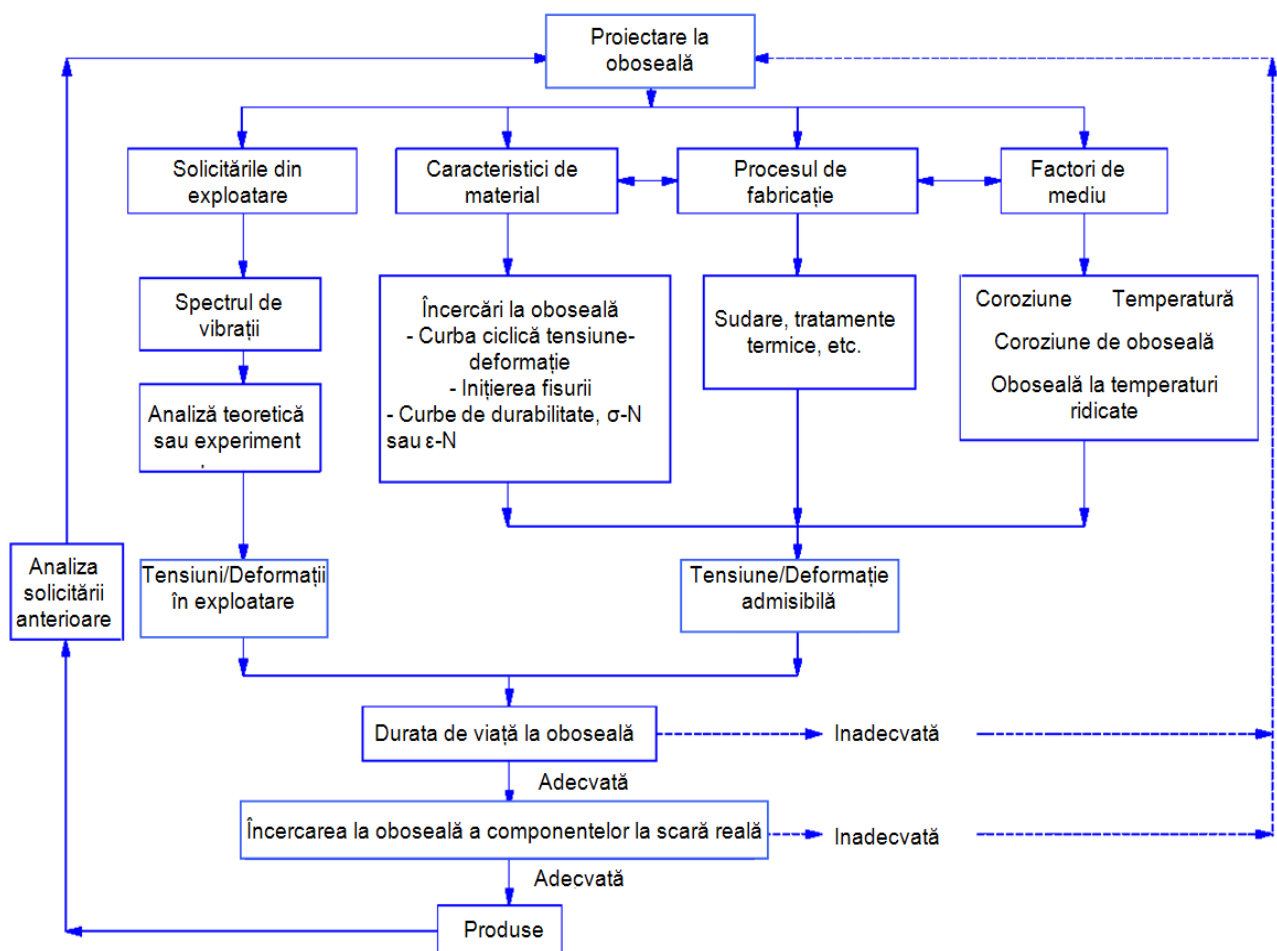 Proiectare la
oboseală
Solicitările din
exploatare
Caracteristici de
material
Procesul de
fabricație
Factori de
mediu
Spectrul de
vibrații
Încercări la oboseală
- Curba ciclică tensiune-
deformație
- Inițierea fisurii
- Curbe de durabilitate, σ-N
sau ε-N
Sudare, tratamente
termice, etc.
Coroziune Temperatură
Coroziune de oboseală
Oboseală la temperaturi
ridicate
Analiză teoretică
sau experiment
Analiza
solicitării
anterioare
Tensiuni/Deformații
în exploatare
Tensiune/Deformație
admisibilă
Durata de viață la oboseală
Inadecvată
Adecvată
Încercarea la oboseală a componentelor la scară reală
Inadecvată
Adecvată
Produse